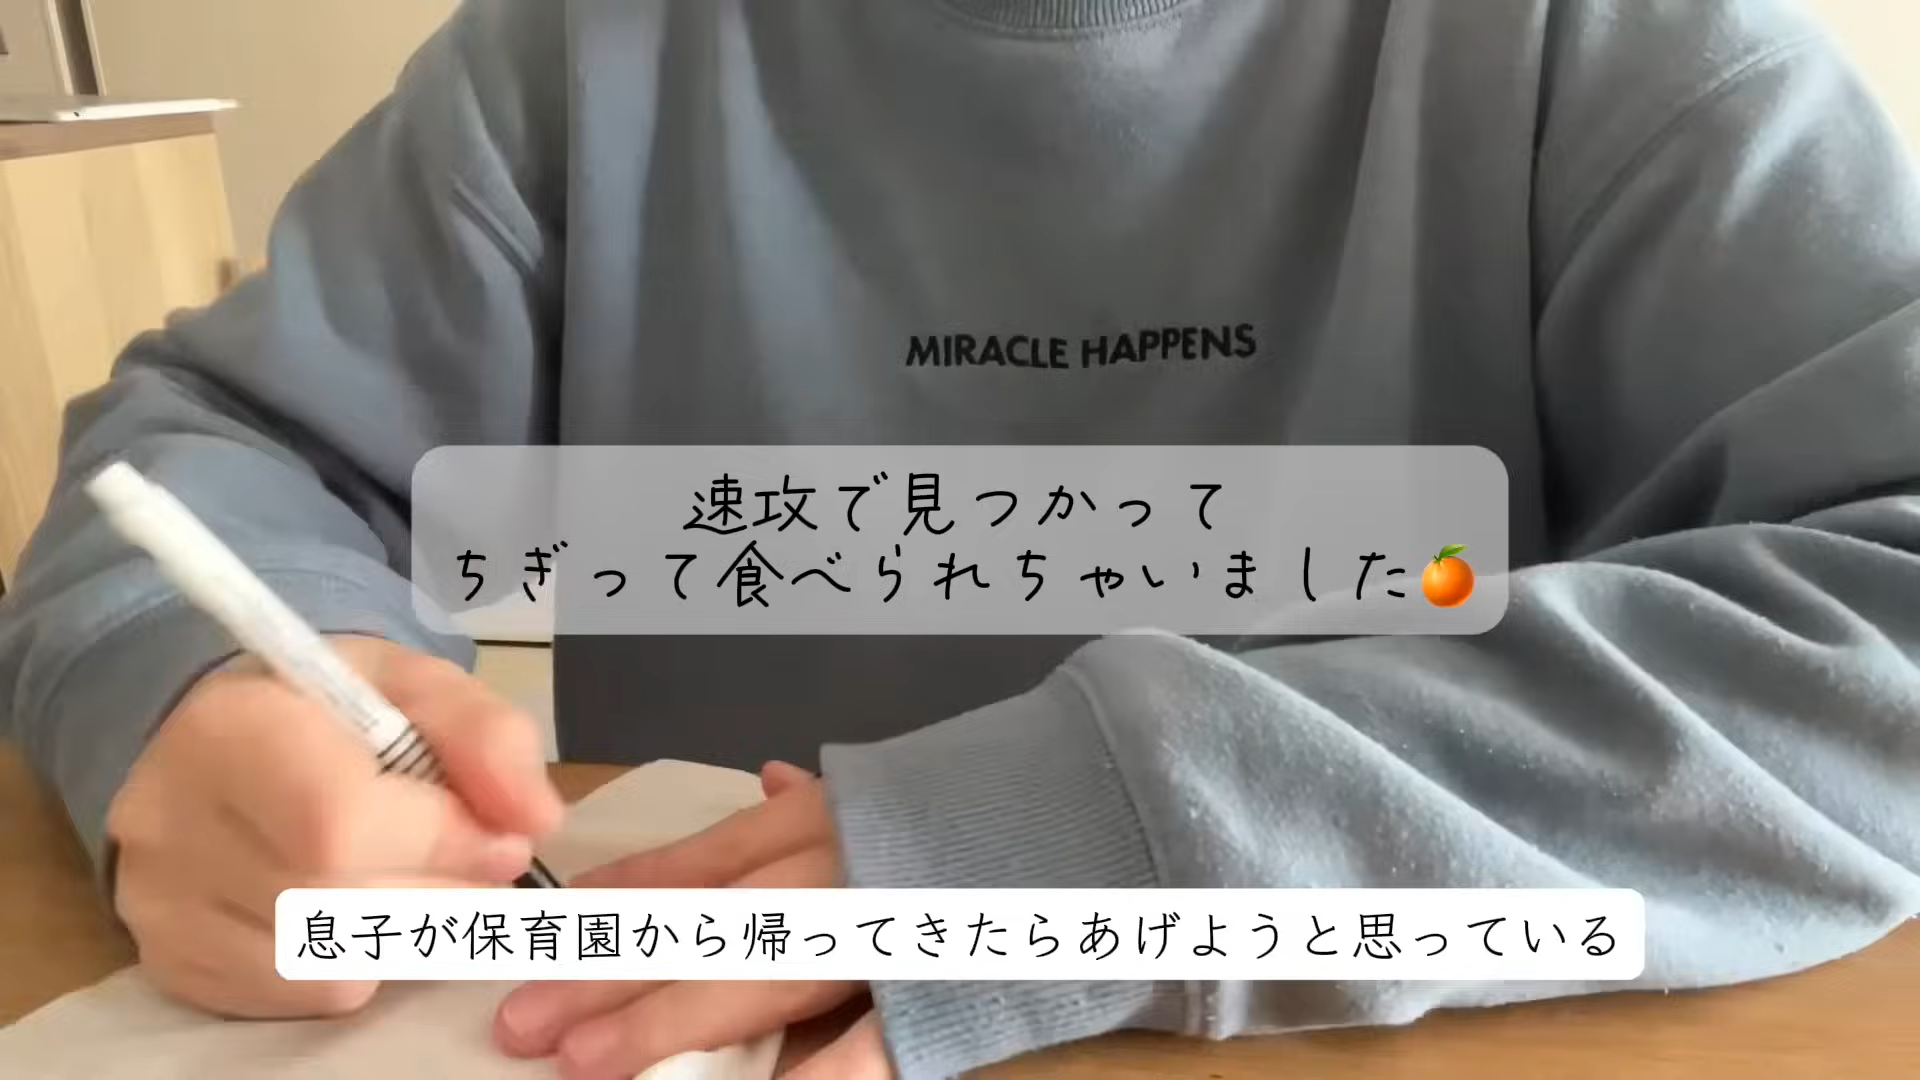 MIRACLE HAPPENS
速攻で見つかって
ちぎって食べられちゃいました🍊
息子が保育園から帰ってきたらあげようと思っている